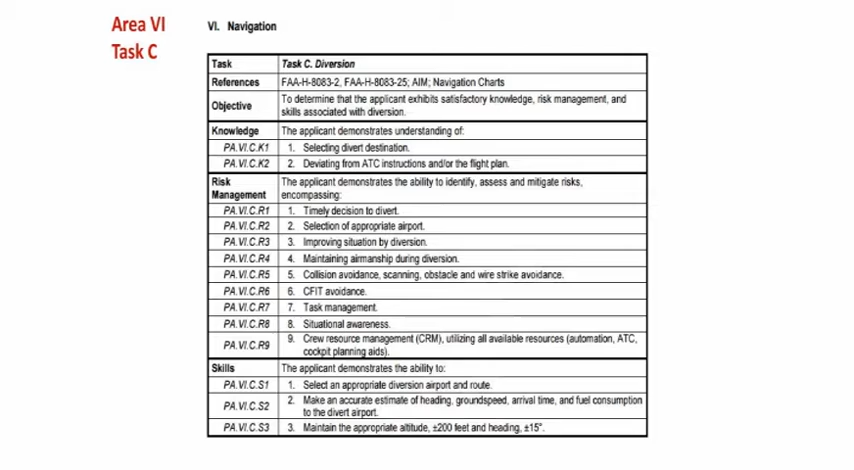 Area VI
Task C
VI. Navigation
Task Task C. Diversion
References FAA-H-8083-2, FAA-H-8083-25; AIM; Navigation Charts
Objective To determine that the applicant exhibits satisfactory knowledge, risk management, and
skills associated with diversion.
Knowledge The applicant demonstrates understanding of:
PA.VI.C.K1 1. Selecting divert destination.
PA.VI.C.K2 2. Deviating from ATC instructions and/or the flight plan.
Risk
Management The applicant demonstrates the ability to identify, assess and mitigate risks,
encompassing:
PA.VI.C.R1 1. Timely decision to divert.
PA.VI.C.R2 2. Selection of appropriate airport.
PA.VI.C.R3 3. Improving situation by diversion.
PA.VI.C.R4 4. Maintaining airmanship during diversion.
PA.VI.C.R5 5. Collision avoidance, scanning, obstacle and wire strike avoidance.
PA.VI.C.R6 6. CFIT avoidance.
PA.VI.C.R7 7. Task management.
PA.VI.C.R8 8. Situational awareness.
PA.VI.C.R9 9. Crew resource management (CRM), utilizing all available resources (automation, ATC,
cockpit planning aids).
Skills The applicant demonstrates the ability to:
PA.VI.C.S1 1. Select an appropriate diversion airport and route.
PA.VI.C.S2 2. Make an accurate estimate of heading, groundspeed, arrival time, and fuel consumption
to the divert airport.
PA.VI.C.S3 3. Maintain the appropriate altitude, ±200 feet and heading, ±15°.